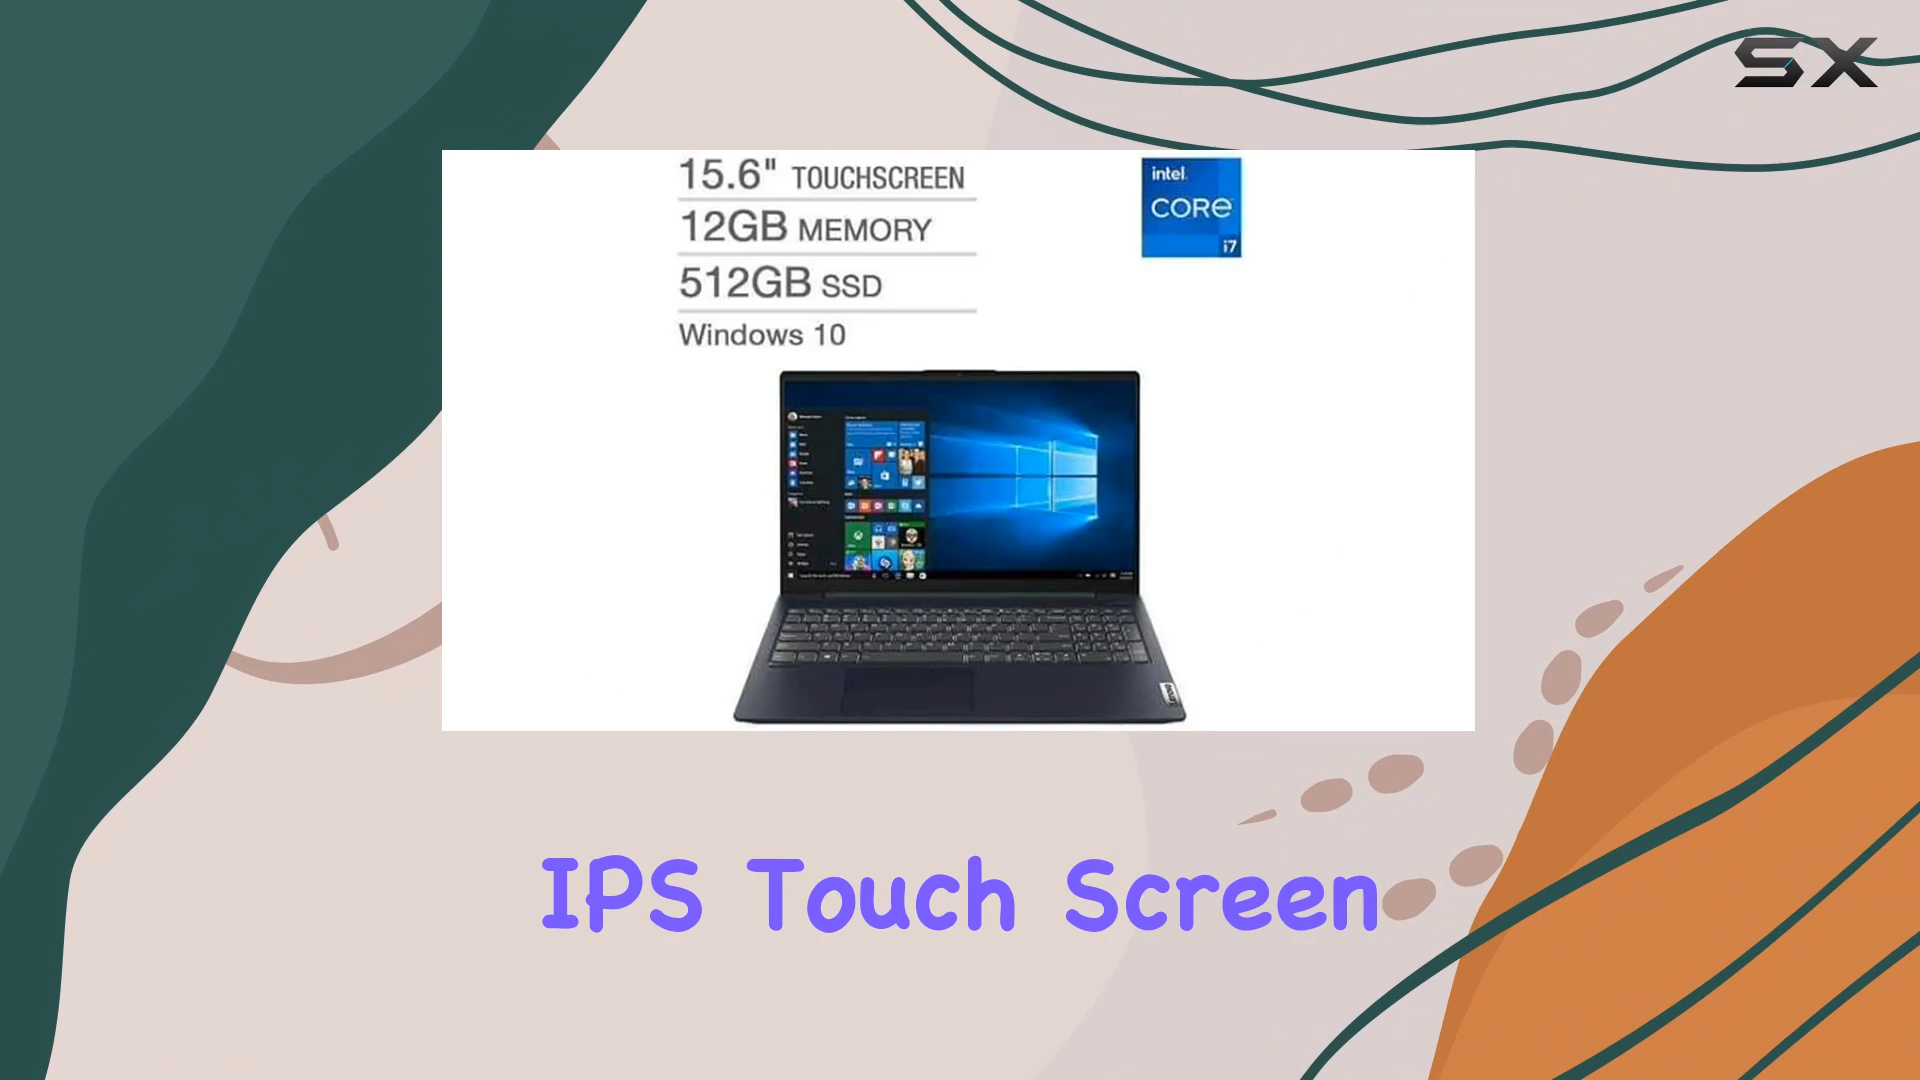 SX
15.6" TOUCHSCREEN
intel
CORE
i7
12GB MEMORY
512GB SSD
Windows 10
IPS Touch Screen